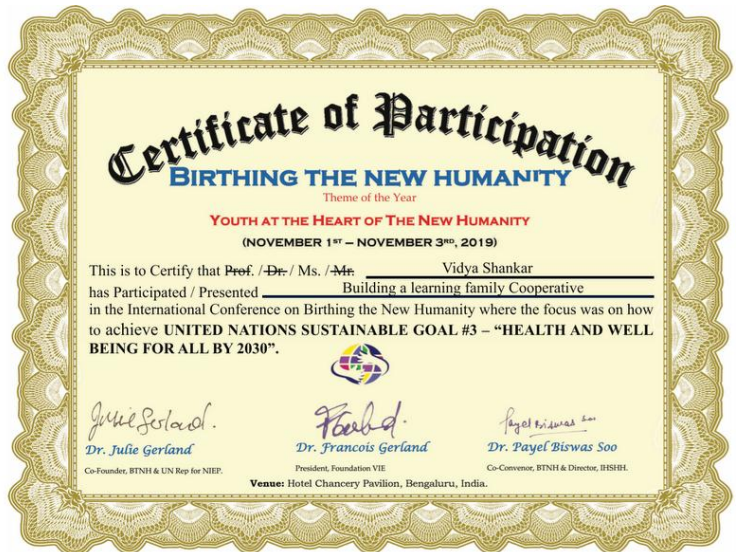 Certificate of Participation
BIRTHING THE NEW HUMANITY
Theme of the Year
YOUTH AT THE HEART OF THE NEW HUMANITY
(NOVEMBER 1ST – NOVEMBER 3RD, 2019)
This is to Certify that Prof. / Dr. / Ms. / Mr. Vidya Shankar
has Participated / Presented Building a learning family Cooperative
in the International Conference on Birthing the New Humanity where the focus was on how
to achieve UNITED NATIONS SUSTAINABLE GOAL #3 – “HEALTH AND WELL
BEING FOR ALL BY 2030”.
Julie Gerland. Payel Biswas Soo
Dr. Julie Gerland Dr. Francois Gerland Dr. Payel Biswas Soo
Co-Founder, BTNH & UN Rep for NIEP. President, Foundation VIE Co-Convenor, BTNH & Director, IHSHH.
Venue: Hotel Chancery Pavilion, Bengaluru, India.